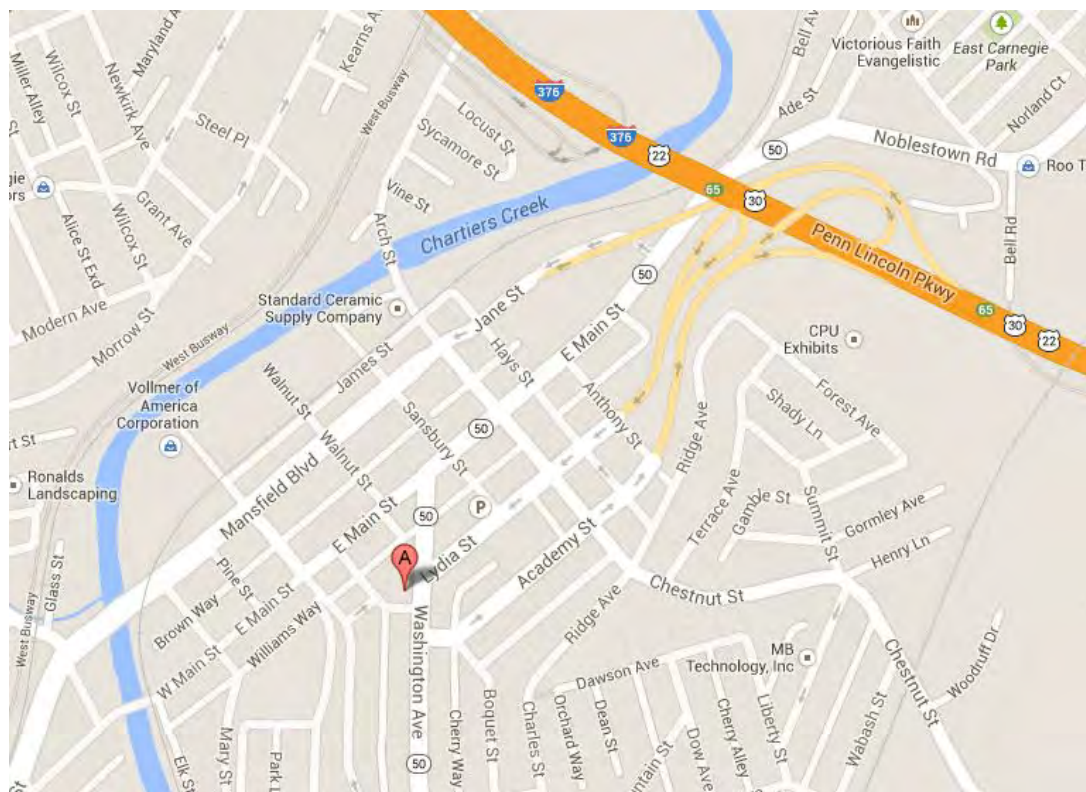 Miller Alley
Wilcox St
Newkirk Ave
Maryland Ave
Kearns Ave
West Busway
Steel Pl
Locust St
Sycamore St
Vine St
Arch St
Grant Ave
Wilcox St
Alice St Exd
Modern Ave
Morrow St
West Busway
Chartiers Creek
376
376
22
65
30
Penn Lincoln Pkwy
65
30
22
Bell Ave
Victorious Faith
Evangelistic
East Carnegie
Park
Norland Ct
Ade St
50
Noblestown Rd
Roo T
Bell Rd
50
Standard Ceramic
Supply Company
Jane St
E Main St
James St
Hays St
CPU
Exhibits
Vollmer of
America
Corporation
Walnut St
Walnut St
Sansbury St
50
Anthony St
Ridge Ave
Forest Ave
Shady Ln
Ronalds
Landscaping
Mansfield Blvd
E Main St
50
P
Terrace Ave
Gamble St
Summit St
Gormley Ave
Henry Ln
A
Lydia St
Academy St
Chestnut St
Glass St
Pine St
Brown Way
E Main St
Williams Way
W Main St
Washington Ave
Ridge Ave
Dawson Ave
MB
Technology, Inc
Woodruff Dr
Chestnut St
West Busway
Elk St
Mary St
Park L
50
Cherry Way
Boquet St
Charles St
Orchard Way
Dean St
untain St
Dow Ave
Cherry Alley
Liberty St
Wabash St